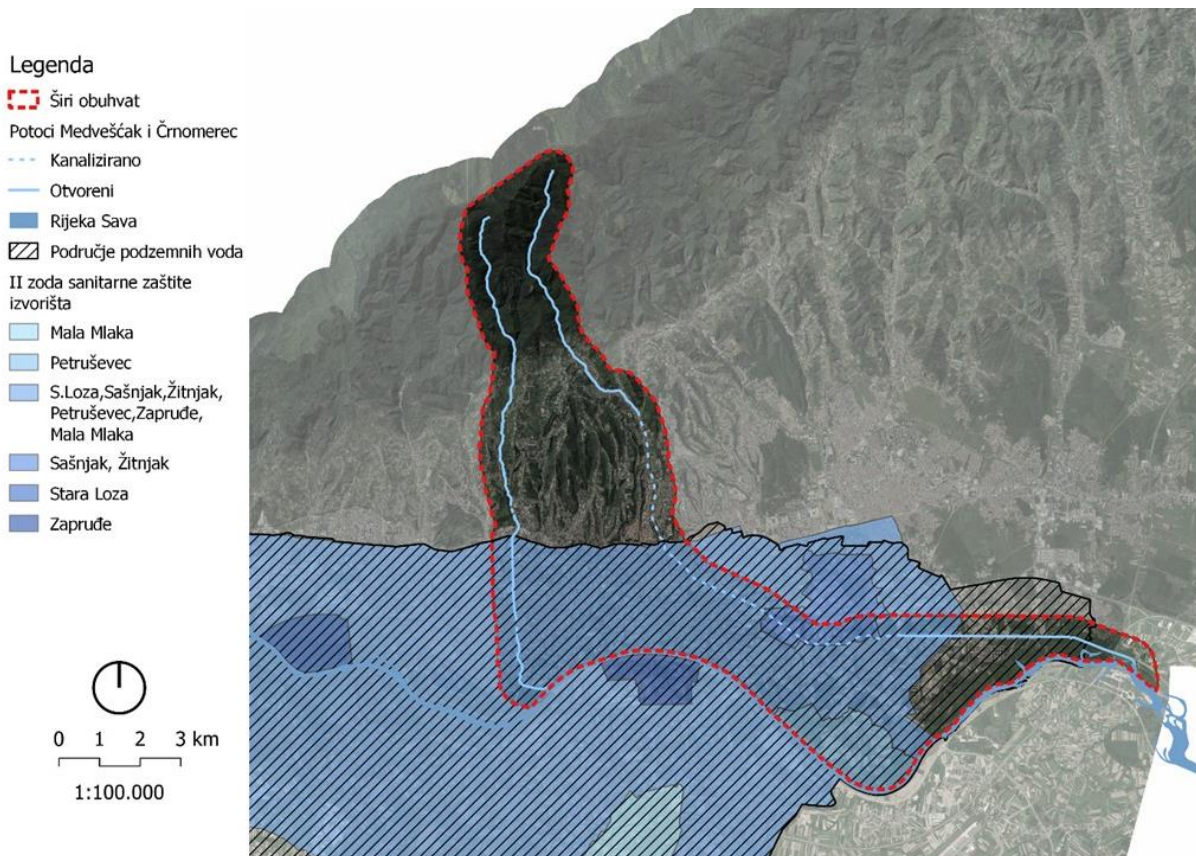 Legenda
Širi obuhvat
Potoci Medvešćak i Črnomerec
Kanalizirano
Otvoreni
Rijeka Sava
Područje podzemnih voda
II zoda sanitarne zaštite
izvorišta
Mala Mlaka
Petruševec
S.Loza,Sašnjak,Žitnjak,
Petruševec,Zapruđe,
Mala Mlaka
Sašnjak, Žitnjak
Stara Loza
Zapruđe
0 1 2 3 km
1:100.000